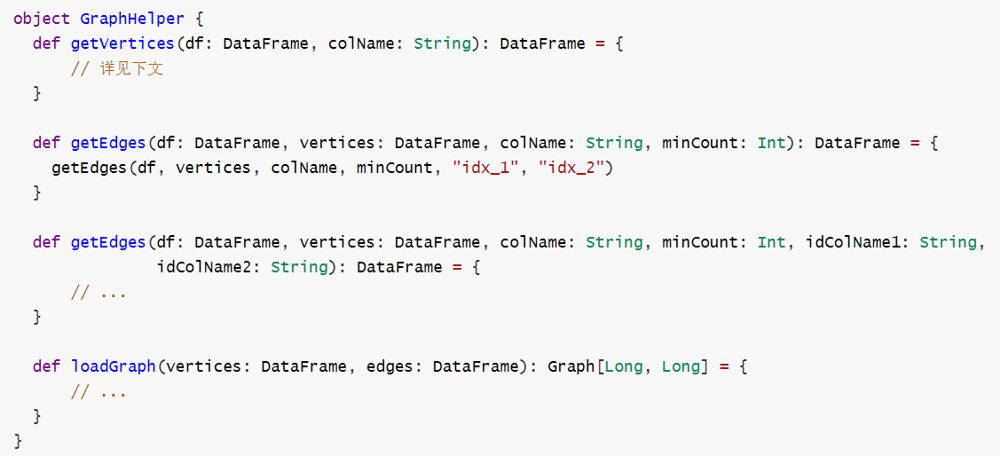 object GraphHelper {
  def getVertices(df: DataFrame, colName: String): DataFrame = {
      // 详见下文
  }

  def getEdges(df: DataFrame, vertices: DataFrame, colName: String, minCount: Int): DataFrame = {
    getEdges(df, vertices, colName, minCount, "idx_1", "idx_2")
  }

  def getEdges(df: DataFrame, vertices: DataFrame, colName: String, minCount: Int, idColName1: String,
               idColName2: String): DataFrame = {
      // ...
  }

  def loadGraph(vertices: DataFrame, edges: DataFrame): Graph[Long, Long] = {
      // ...
  }
}